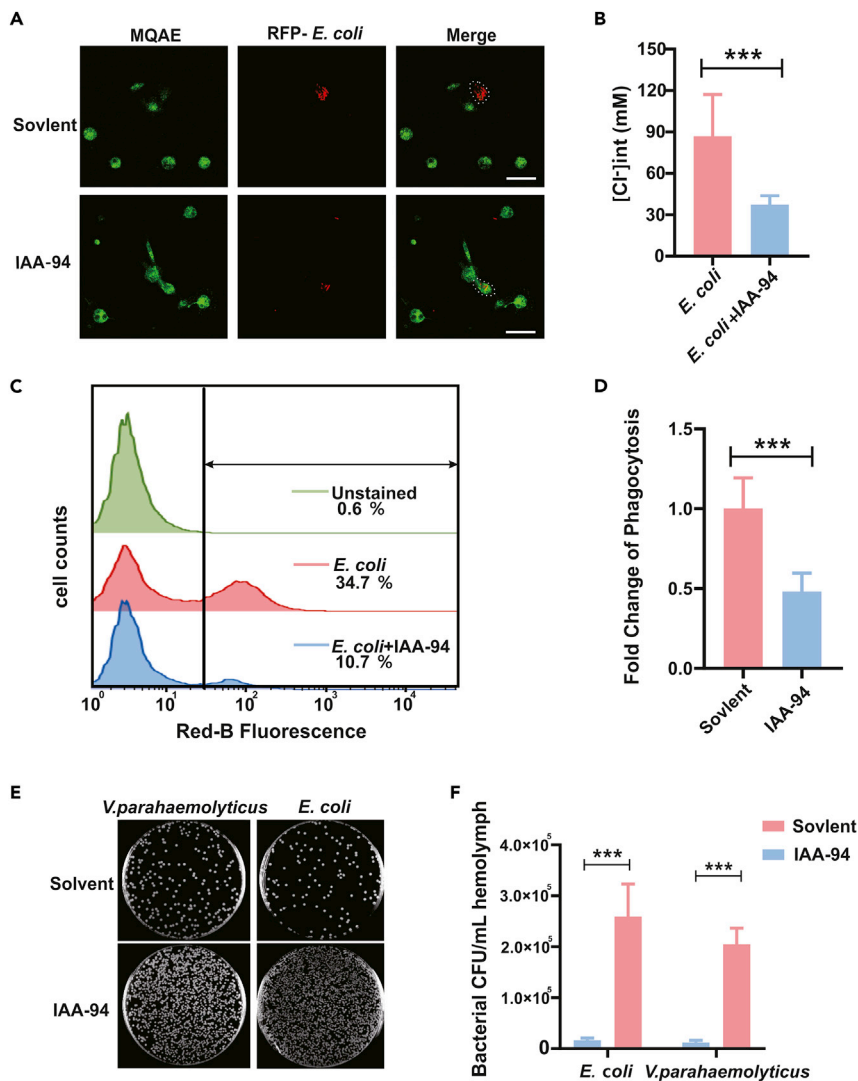 A
MQAE RFP- E. coli Merge
Sovlent
IAA-94
B
[Cl-]int (mM)
150
120
90
60
30
0
***
E. coli
E. coli+IAA-94
C
cell counts
Unstained
0.6 %
E. coli
34.7 %
E. coli+IAA-94
10.7 %
10⁰ 10¹ 10² 10³ 10⁴
Red-B Fluorescence
D
Fold Change of Phagocytosis
1.5
1.0
0.5
0.0
***
Sovlent
IAA-94
E
V.parahaemolyticus E. coli
Solvent
IAA-94
F
Sovlent
IAA-94
Bacterial CFU/mL hemolymph
4.0×10⁵
3.0×10⁵
2.0×10⁵
1.0×10⁵
0
***
***
E. coli V.parahaemolyticus